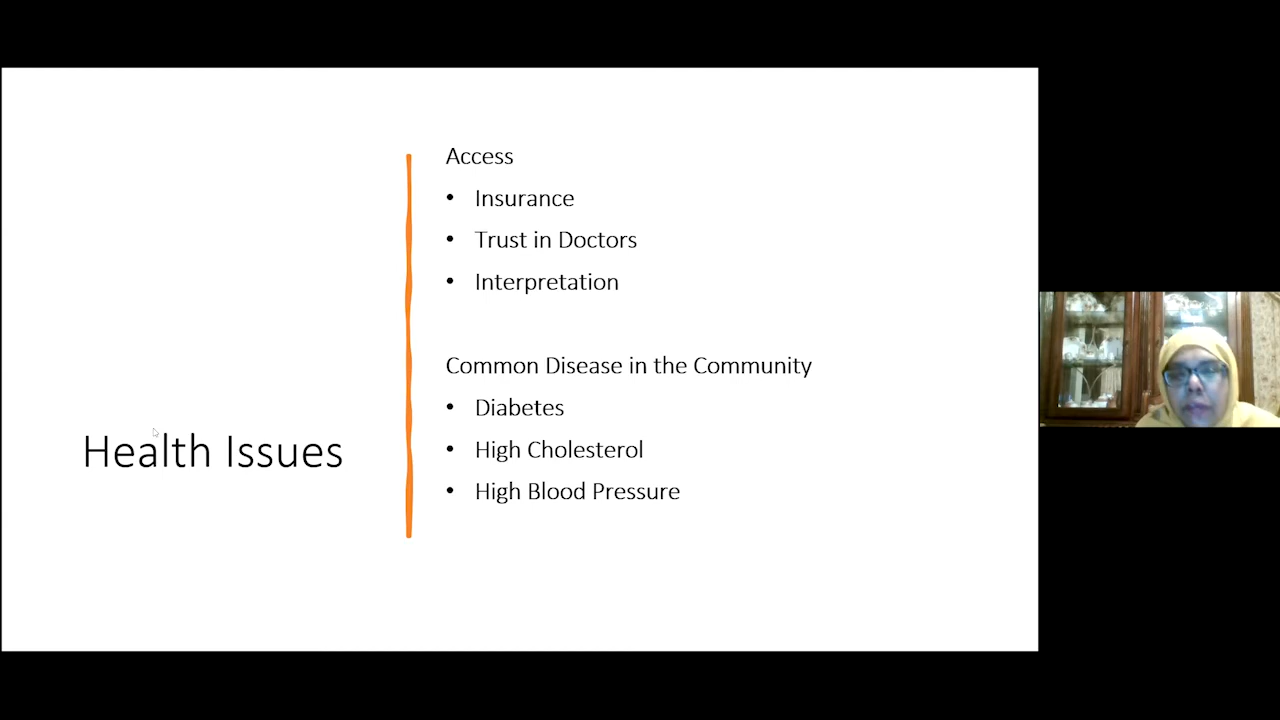 Health Issues
Access
• Insurance
• Trust in Doctors
• Interpretation
Common Disease in the Community
• Diabetes
• High Cholesterol
• High Blood Pressure